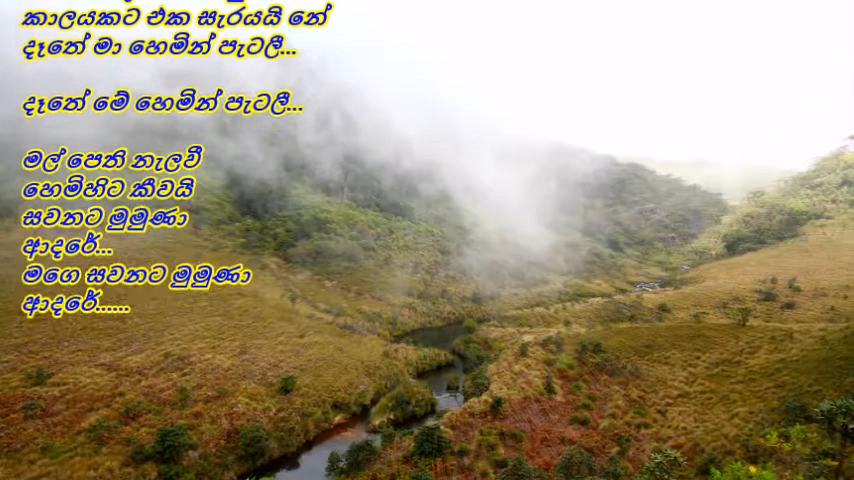 කාලයකට එක සැරයයි නේ
දෑතේ මා හෙමින් පැටලී...
දෑතේ මේ හෙමින් පැටලී...
මල් පෙති නැලවී
හෙමිහිට කීවයි
සවනට මුමුණා
ආදරේ...
මගෙ සවනට මුමුණා
ආදරේ......